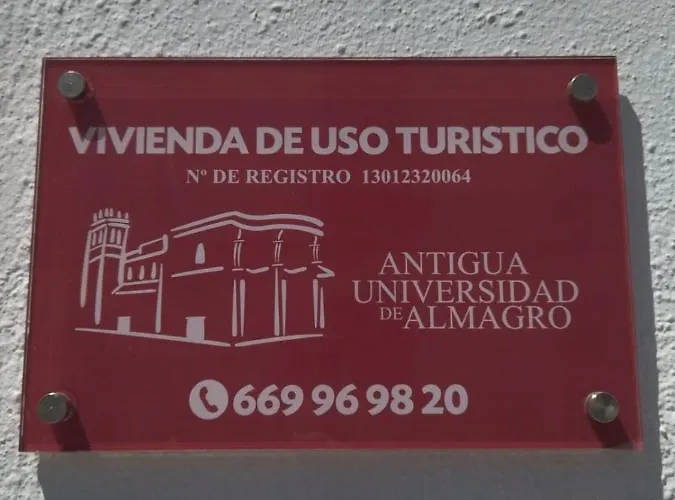 VIVIENDA DE USO TURISTICO
Nº DE REGISTRO 13012320064
ANTIGUA
UNIVERSIDAD
DE ALMAGRO
669 96 98 20